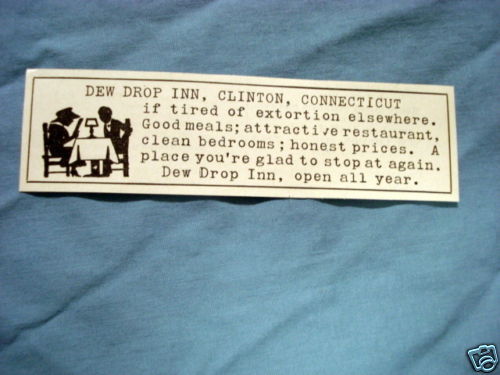 DEW DROP INN, CLINTON, CONNECTICUT
if tired of extortion elsewhere.
Good meals; attractive restaurant,
clean bedrooms; honest prices. A
place you're glad to stop at again.
Dew Drop Inn, open all year.
ebY